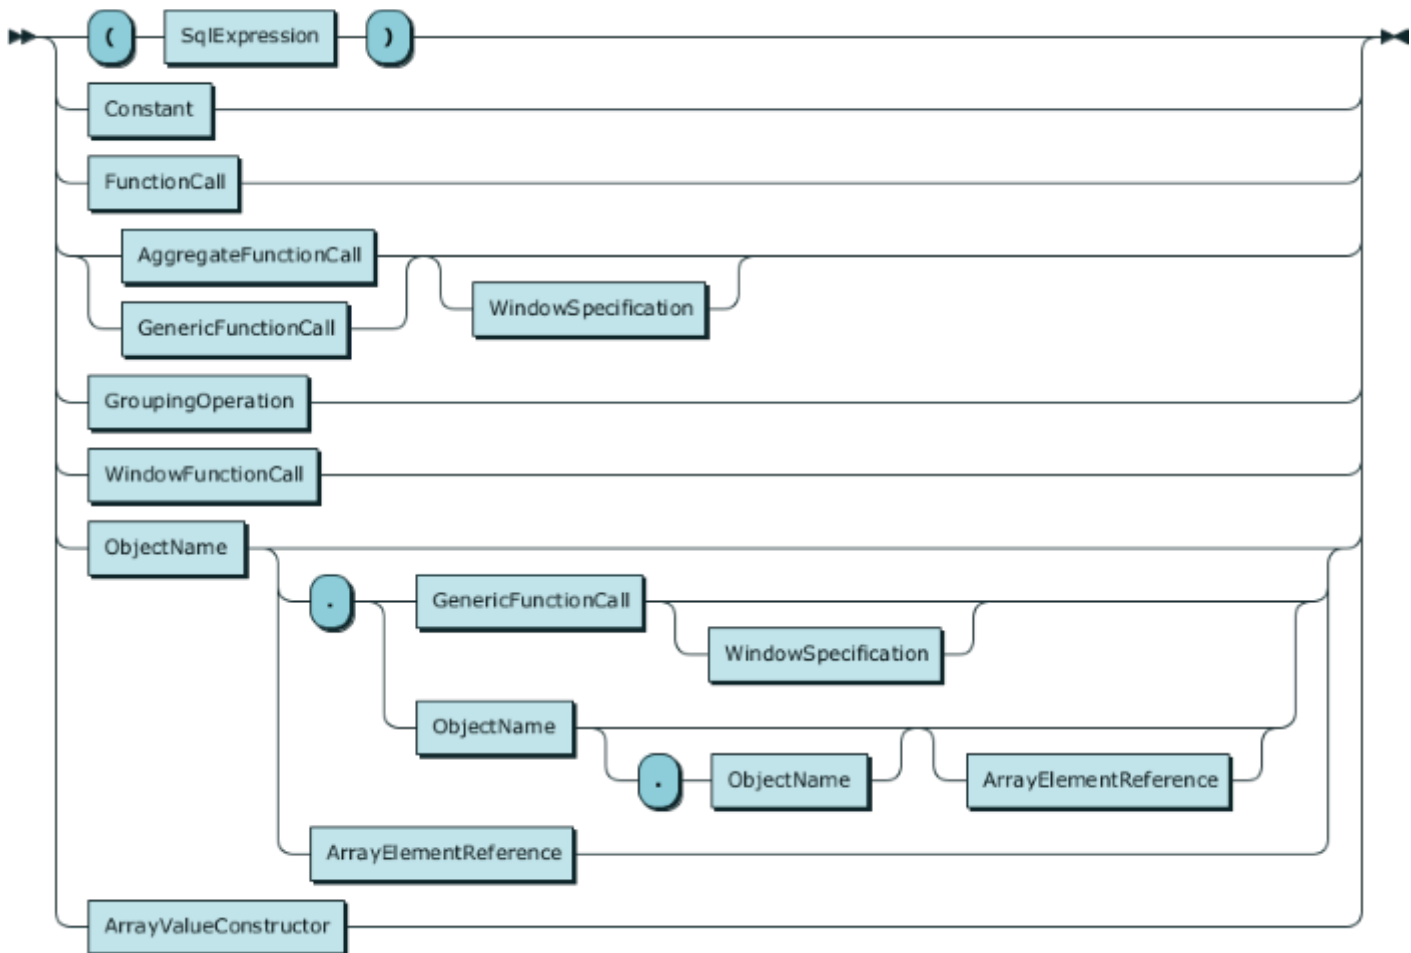 ( SqlExpression )
Constant
FunctionCall
AggregateFunctionCall
GenericFunctionCall WindowSpecification
GroupingOperation
WindowFunctionCall
ObjectName
. GenericFunctionCall
WindowSpecification
ObjectName
. ObjectName ArrayElementReference
ArrayElementReference
ArrayValueConstructor